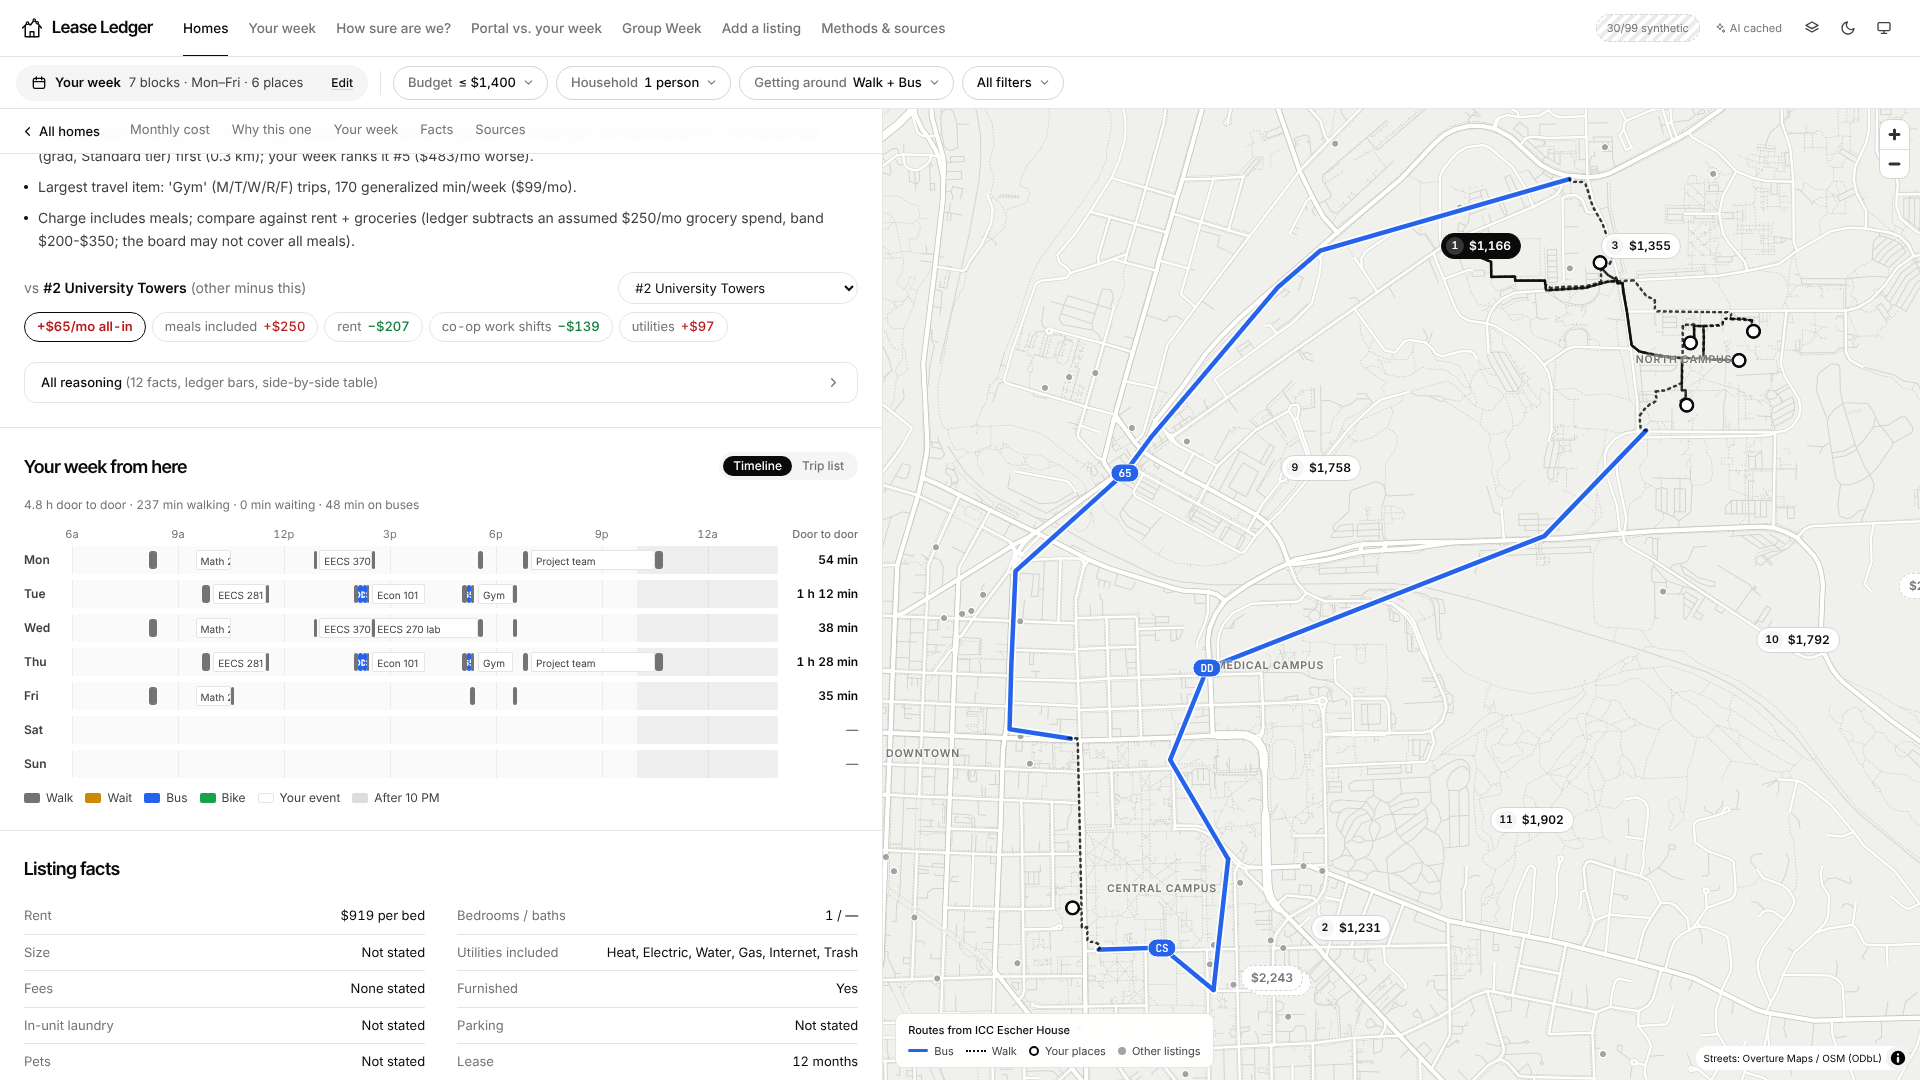 Lease Ledger
Homes
Your week
How sure are we?
Portal vs. your week
Group Week
Add a listing
Methods & sources
30/99 synthetic
AI cached
Your week 7 blocks · Mon–Fri · 6 places
Edit
Budget ≤ $1,400
Household 1 person
Getting around Walk + Bus
All filters
All homes
Monthly cost
Why this one
Your week
Facts
Sources
(grad, Standard tier) first (0.3 km); your week ranks it #5 ($483/mo worse).
• Largest travel item: 'Gym' (M/T/W/R/F) trips, 170 generalized min/week ($99/mo).
• Charge includes meals; compare against rent + groceries (ledger subtracts an assumed $250/mo grocery spend, band
$200-$350; the board may not cover all meals).
vs #2 University Towers (other minus this)
#2 University Towers
+$65/mo all-in
meals included +$250
rent −$207
co-op work shifts −$139
utilities +$97
All reasoning (12 facts, ledger bars, side-by-side table)
Your week from here
Timeline
Trip list
4.8 h door to door · 237 min walking · 0 min waiting · 48 min on buses
6a 9a 12p 3p 6p 9p 12a Door to door
Mon Math EECS 370 Project team 54 min
Tue EECS 281 Econ 101 Gym 1 h 12 min
Wed Math EECS 370 EECS 270 lab 38 min
Thu EECS 281 Econ 101 Gym Project team 1 h 28 min
Fri Math 35 min
Sat —
Sun —
Walk Wait Bus Bike Your event After 10 PM
Listing facts
Rent $919 per bed
Bedrooms / baths 1 / —
Size Not stated
Utilities included Heat, Electric, Water, Gas, Internet, Trash
Fees None stated
Furnished Yes
In-unit laundry Not stated
Parking Not stated
Pets Not stated
Lease 12 months
1 $1,166
3 $1,355
NORTH CAMPUS
65
9 $1,758
10 $1,792
DD
MEDICAL CAMPUS
DOWNTOWN
11 $1,902
CENTRAL CAMPUS
2 $1,231
CS
$2,243
Routes from ICC Escher House
Bus Walk Your places Other listings
Streets: Overture Maps / OSM (ODbL)